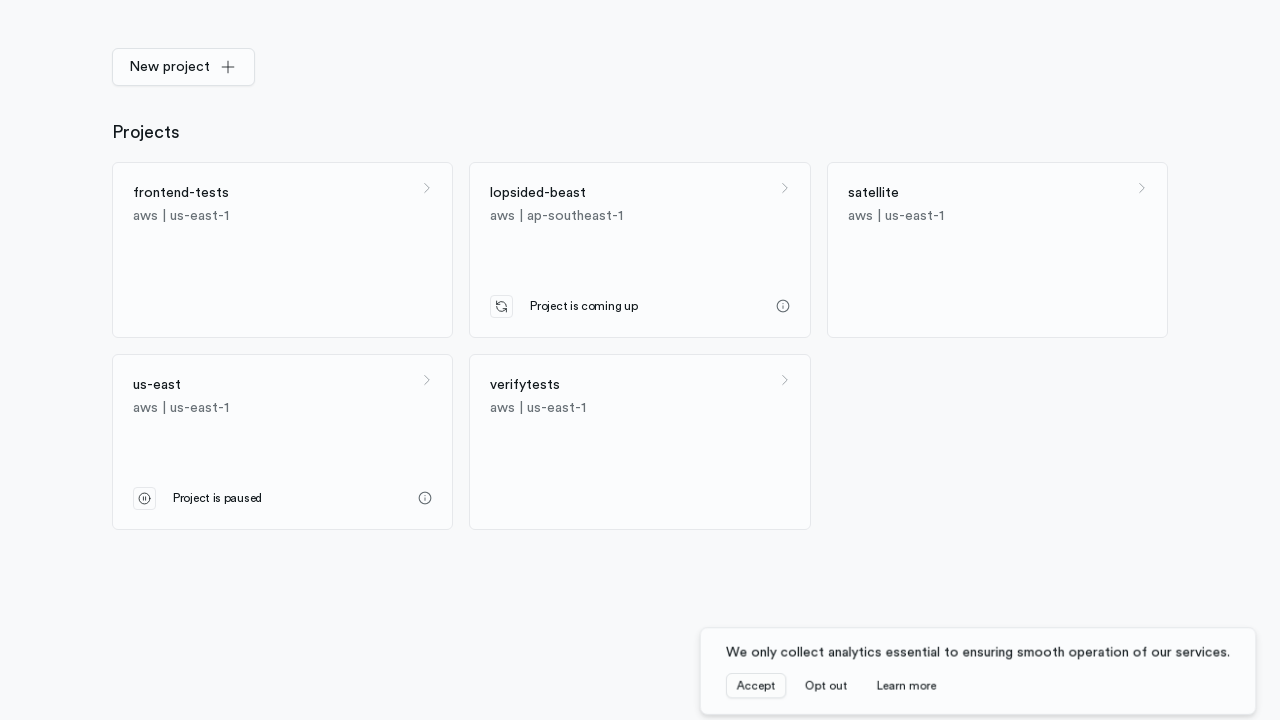 New project
Projects
frontend-tests
aws | us-east-1
lopsided-beast
aws | ap-southeast-1
Project is coming up
satellite
aws | us-east-1
us-east
aws | us-east-1
Project is paused
verifytests
aws | us-east-1
We only collect analytics essential to ensuring smooth operation of our services.
Accept Opt out Learn more